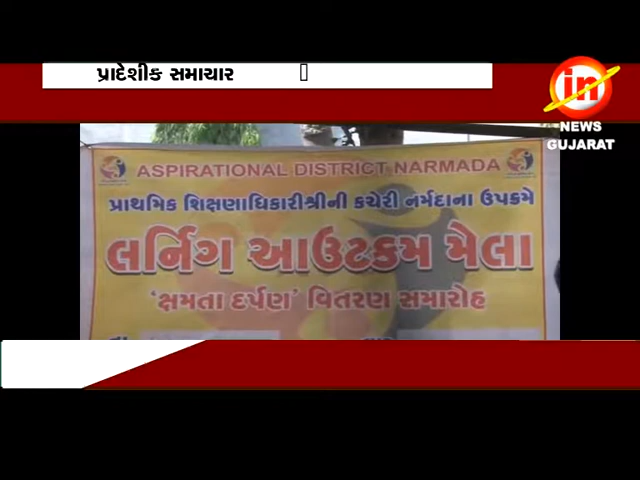 પ્રાદેશીક સમાચાર
in
NEWS
GUJARAT
ASPIRATIONAL DISTRICT NARMADA
પ્રાથમિક શિક્ષણાધિકારીશ્રીની કચેરી નર્મદાના ઉપક્રમે
લર્નિગ આઉટકમ મેલા
'ક્ષમતા દર્પણ' વિતરણ સમારોહ